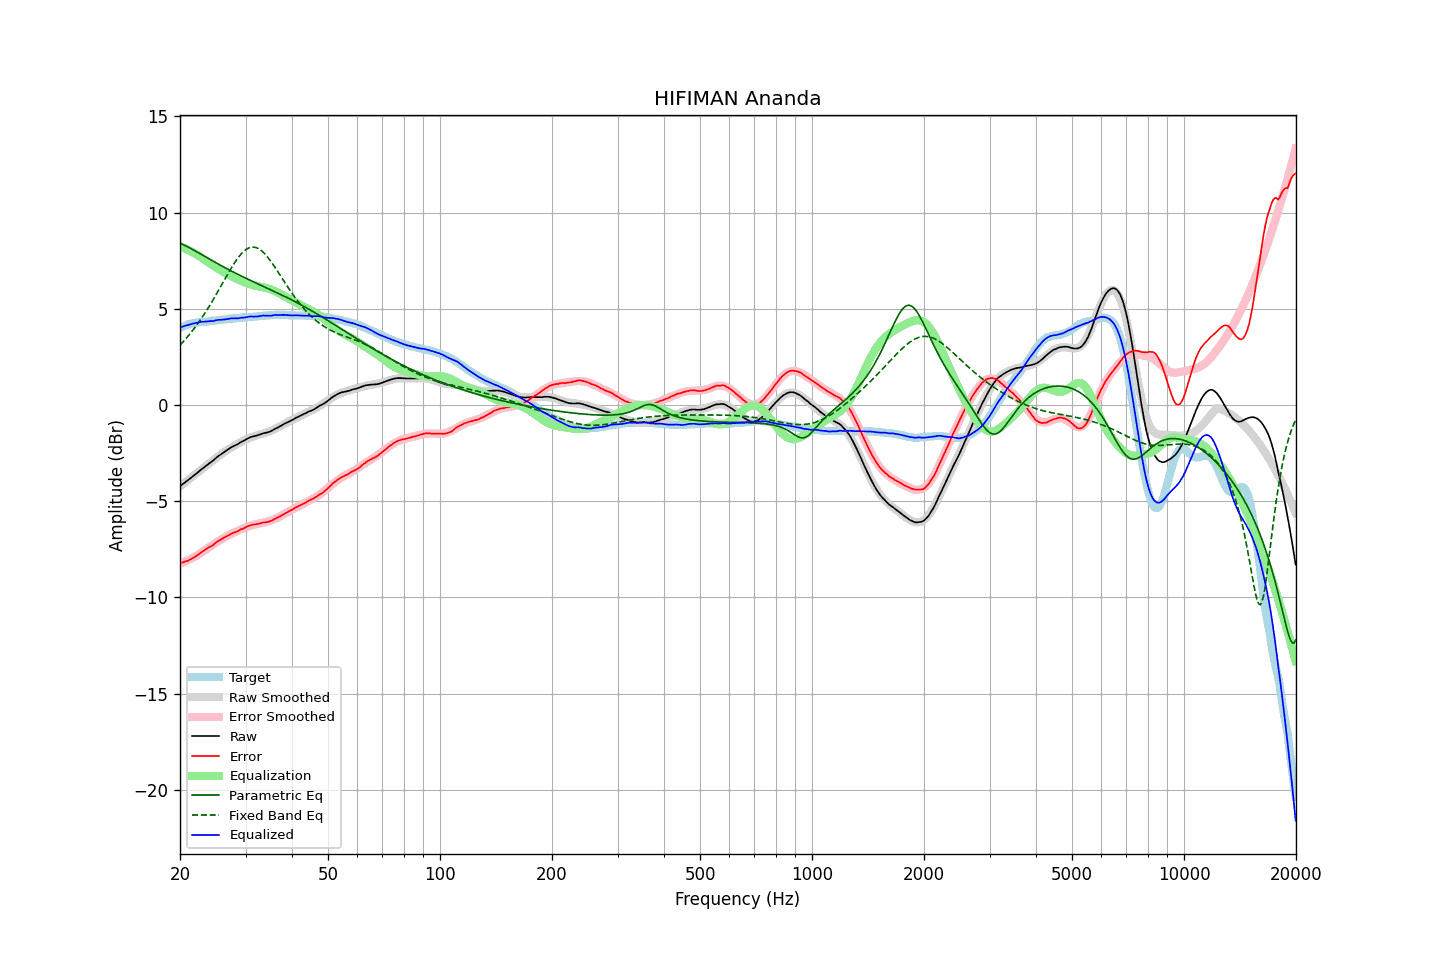 HIFIMAN Ananda
15
10
5
0
−5
−10
−15
−20
Amplitude (dBr)
Target
Raw Smoothed
Error Smoothed
Raw
Error
Equalization
Parametric Eq
Fixed Band Eq
Equalized
20 50 100 200 500 1000 2000 5000 10000 20000
Frequency (Hz)